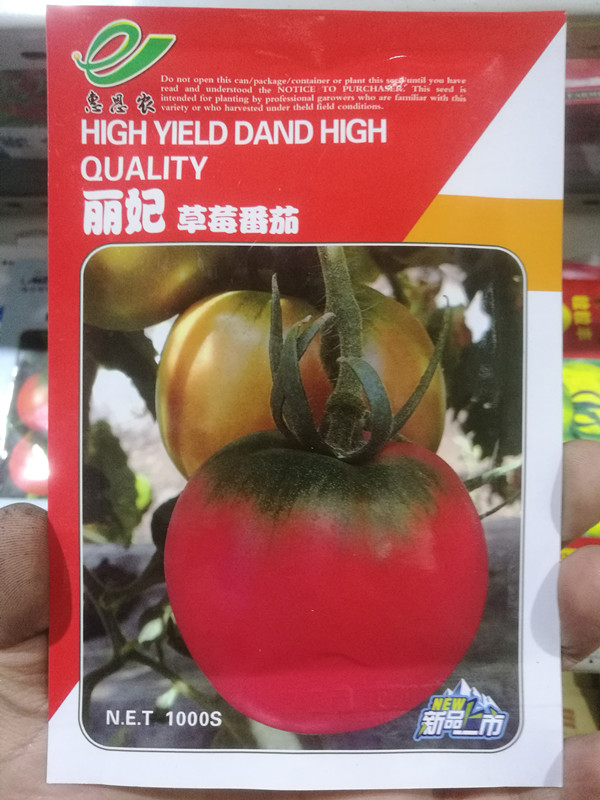 惠恳农
Do not open this can/package/container or plant this seed until you have
read and understood the NOTICE TO PURCHASER. This seed is
intended for planting by professional garowers who are familiar with this
variety or who harvested under theld field conditions.
HIGH YIELD DAND HIGH
QUALITY
丽妃 草莓番茄
N.E.T 1000S
NEW
新品上市